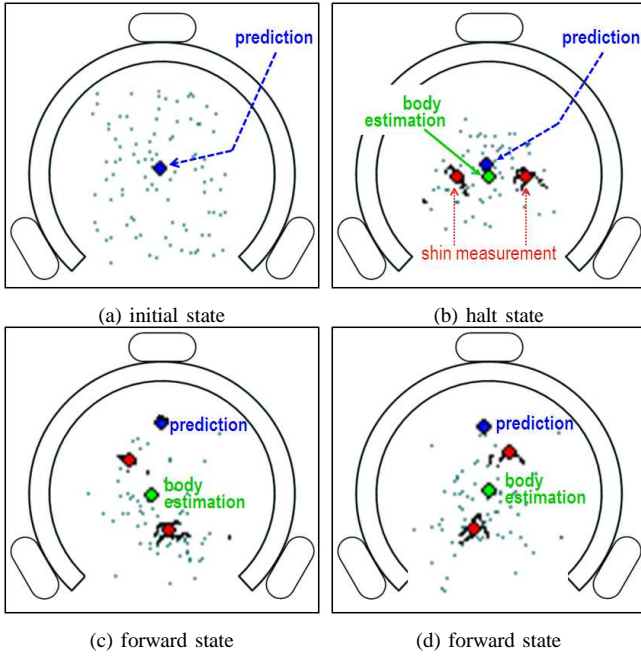 prediction
(a) initial state
prediction
body
estimation
shin measurement
(b) halt state
prediction
body
estimation
(c) forward state
prediction
body
estimation
(d) forward state